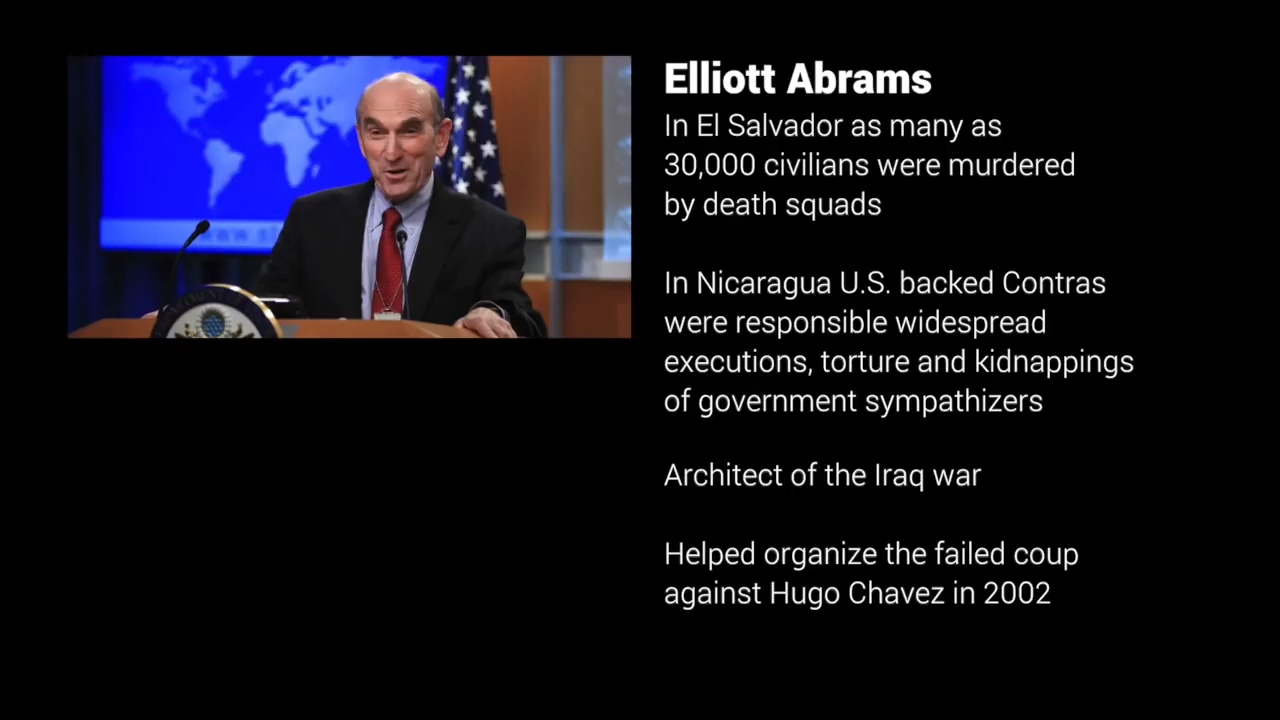 Elliott Abrams
In El Salvador as many as
30,000 civilians were murdered
by death squads
In Nicaragua U.S. backed Contras
were responsible widespread
executions, torture and kidnappings
of government sympathizers
Architect of the Iraq war
Helped organize the failed coup
against Hugo Chavez in 2002